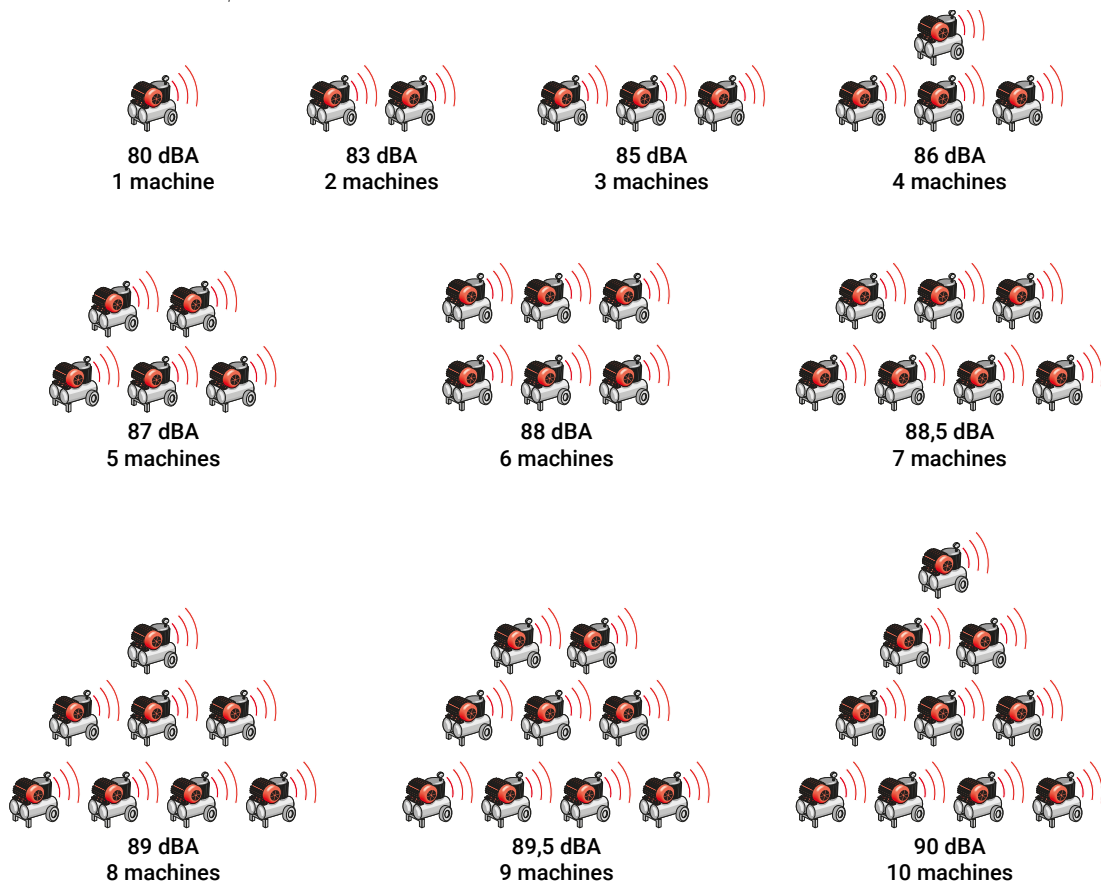 80 dBA
1 machine
83 dBA
2 machines
85 dBA
3 machines
86 dBA
4 machines
87 dBA
5 machines
88 dBA
6 machines
88,5 dBA
7 machines
89 dBA
8 machines
89,5 dBA
9 machines
90 dBA
10 machines